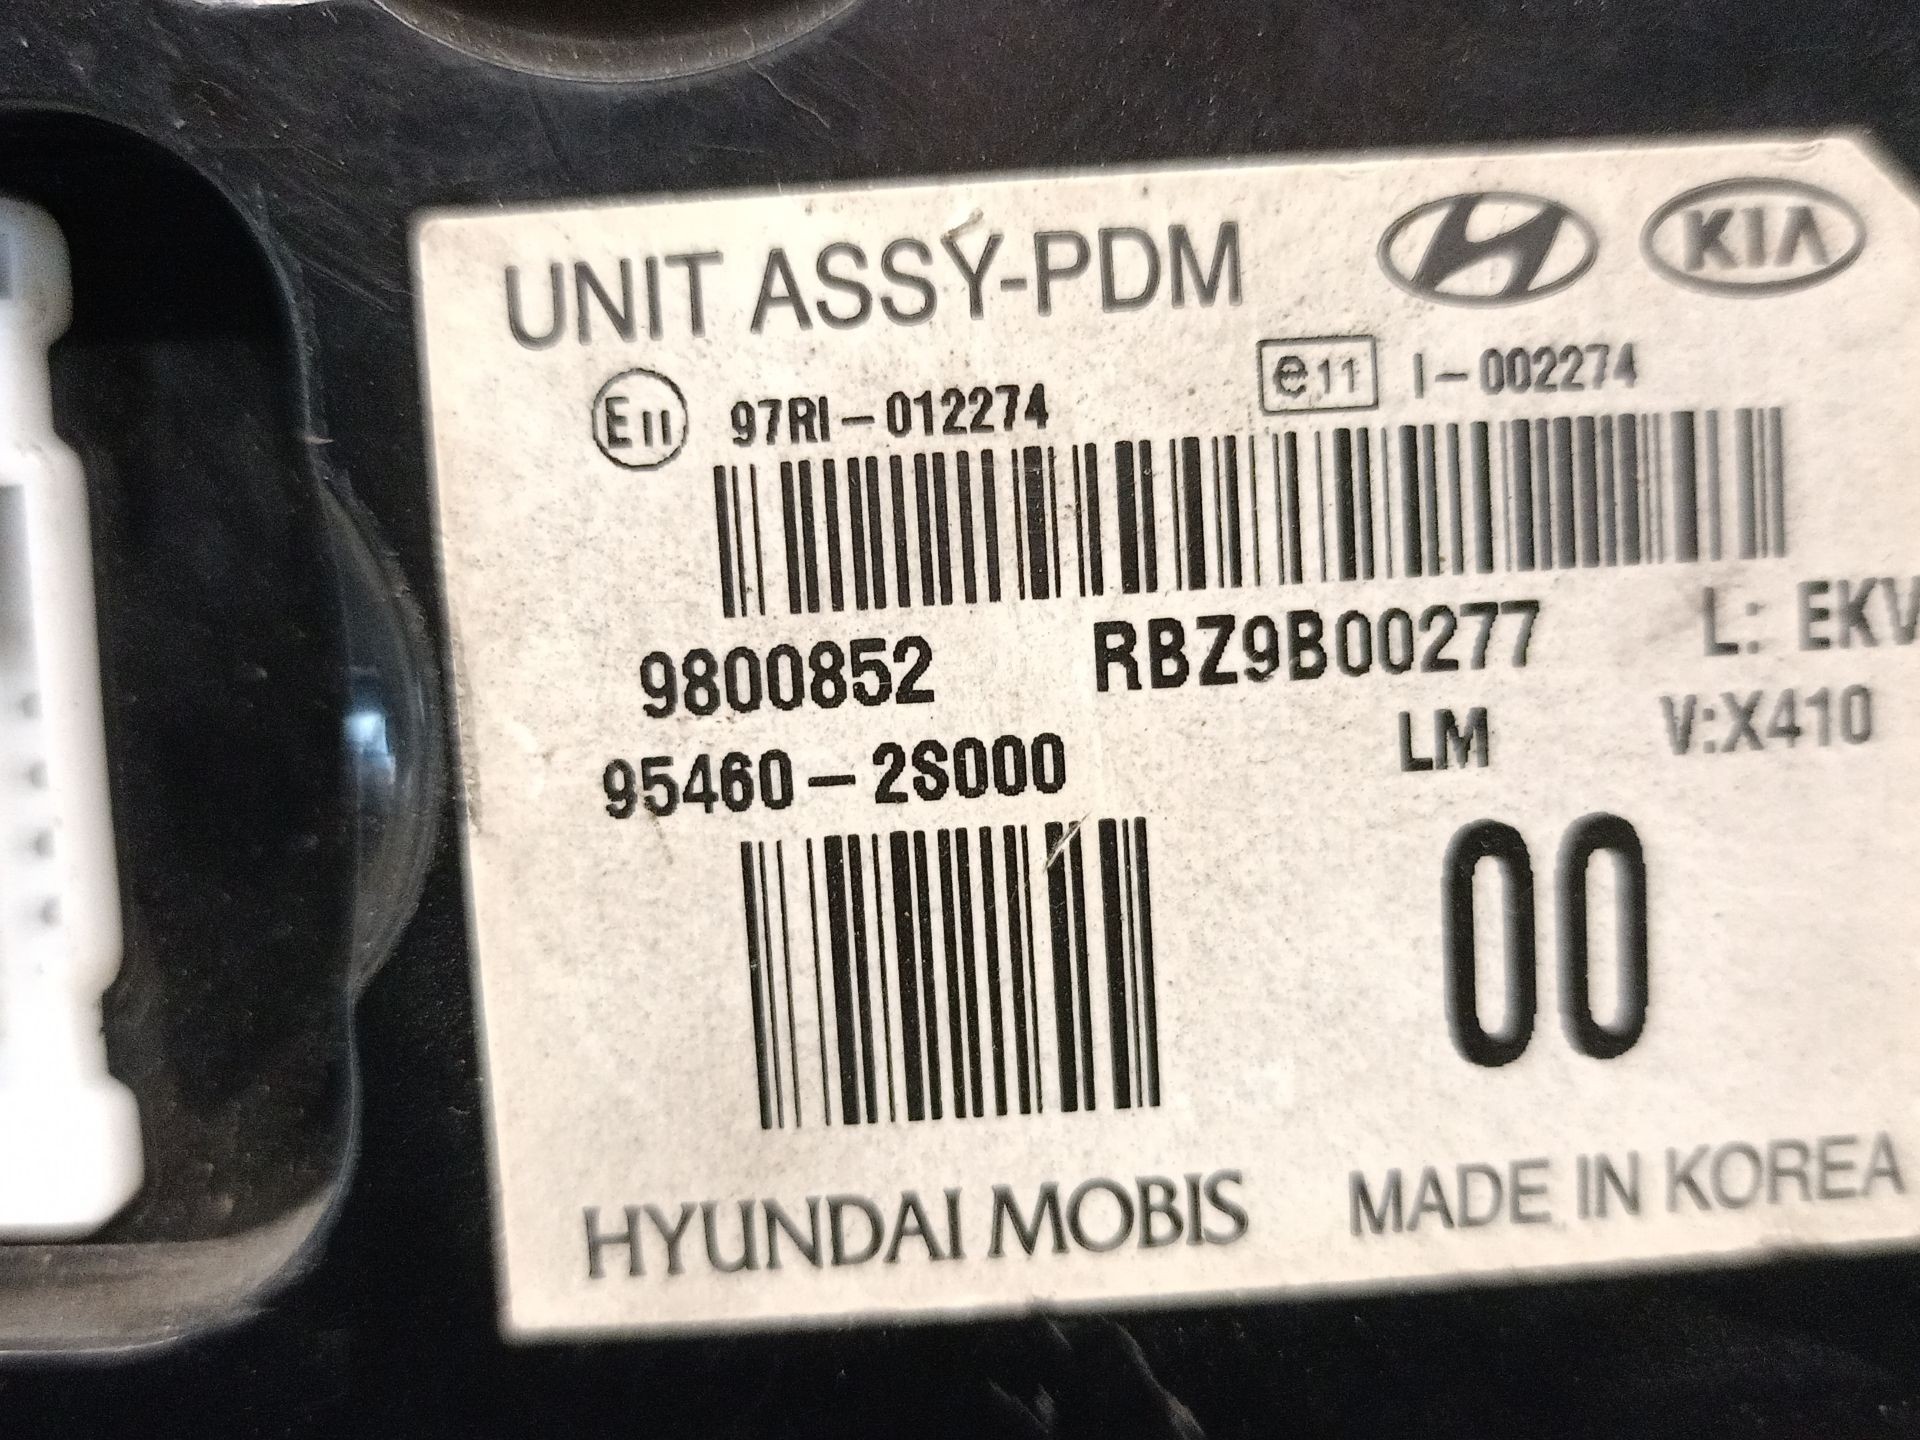 UNIT ASSY-PDM H KIA
E11 97RI-012274 e11 I-002274
9800852 RBZ9B00277 L: EKV
95460-2S000 LM V:X410
00
HYUNDAI MOBIS MADE IN KOREA